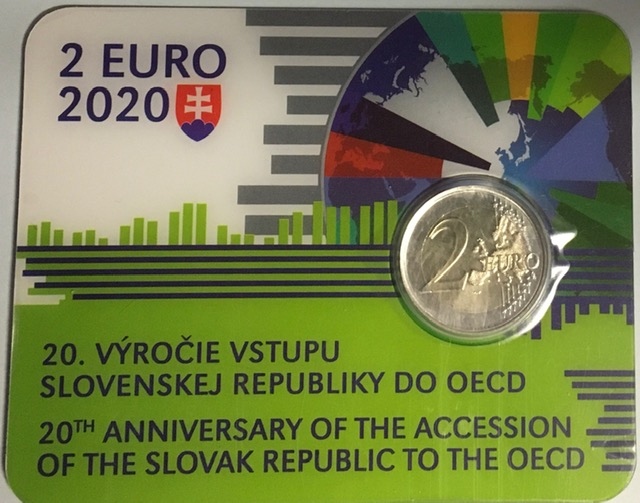 2 EURO
2020
2 EURO
20. VÝROČIE VSTUPU
SLOVENSKEJ REPUBLIKY DO OECD
20TH ANNIVERSARY OF THE ACCESSION
OF THE SLOVAK REPUBLIC TO THE OECD